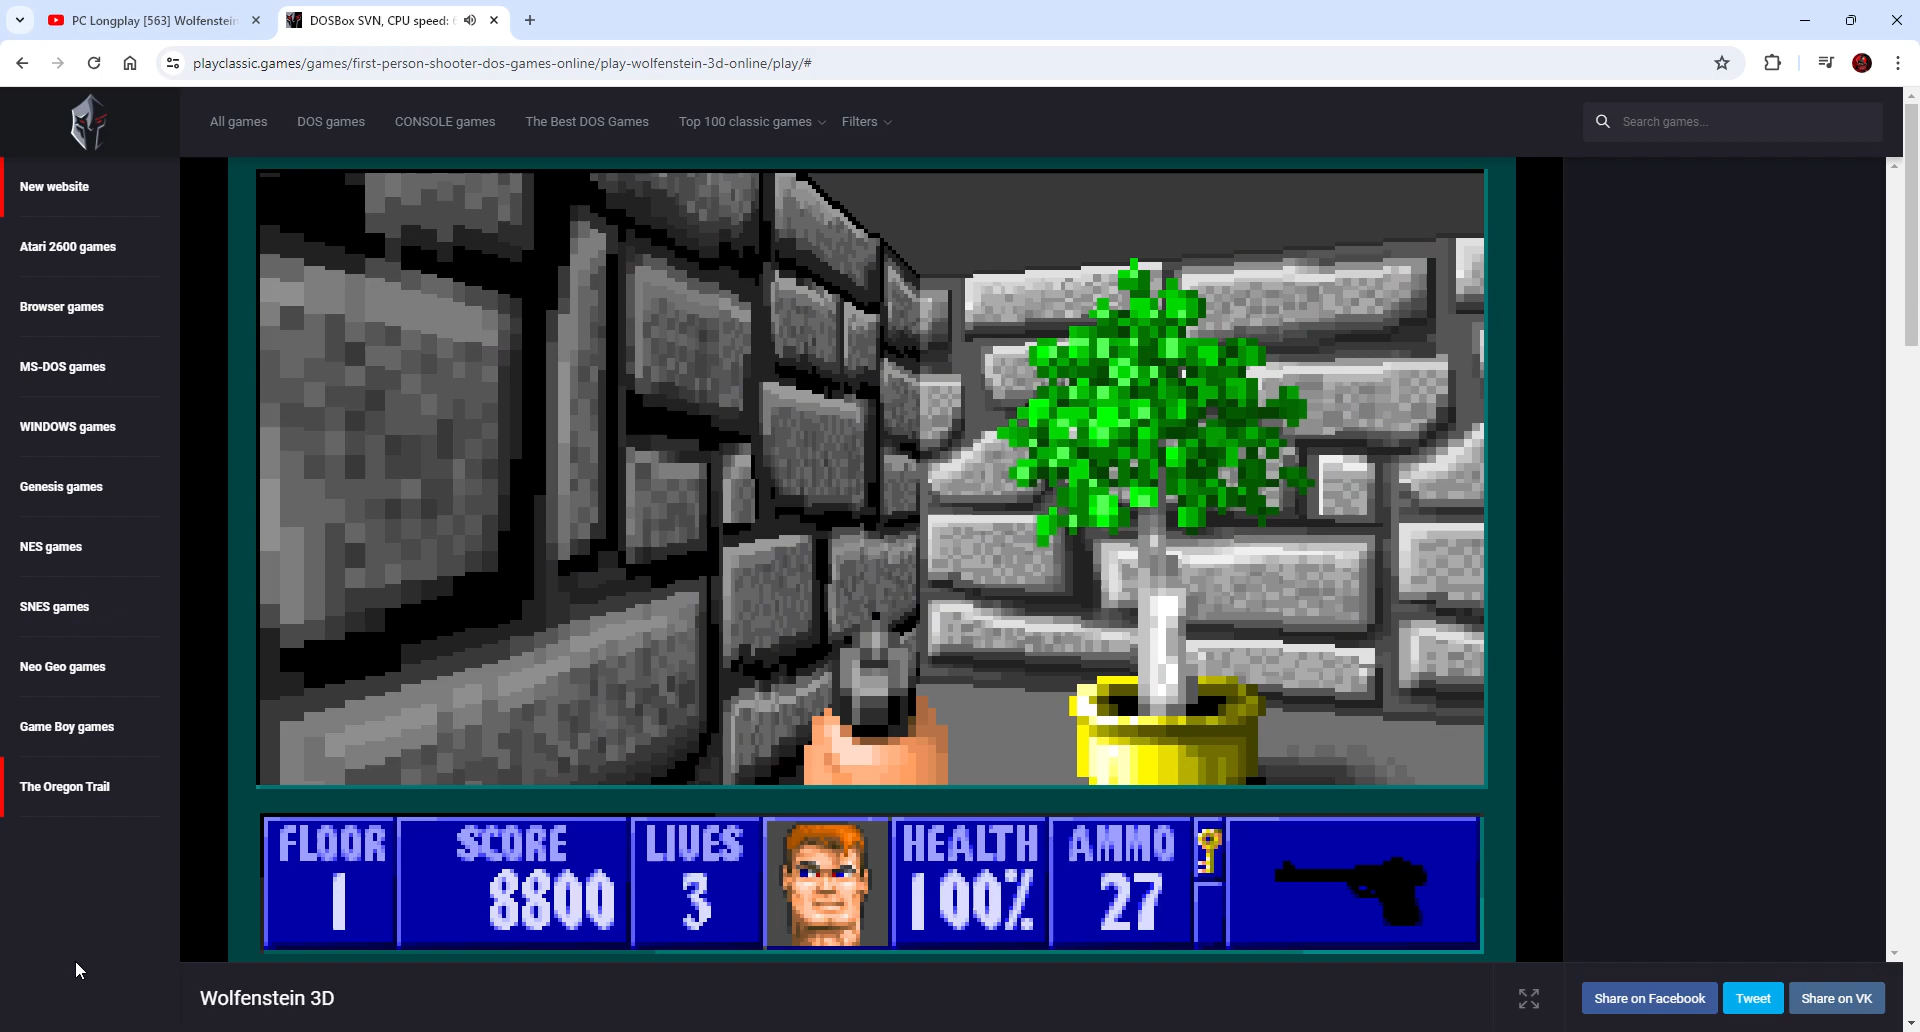 PC Longplay [563] Wolfenstein
DOSBox SVN, CPU speed:
playclassic.games/games/first-person-shooter-dos-games-online/play-wolfenstein-3d-online/play/#
All games
DOS games
CONSOLE games
The Best DOS Games
Top 100 classic games
Filters
Search games...
New website
Atari 2600 games
Browser games
MS-DOS games
WINDOWS games
Genesis games
NES games
SNES games
Neo Geo games
Game Boy games
The Oregon Trail
FLOOR SCORE LIVES HEALTH AMMO
1 8800 3 100% 27
Wolfenstein 3D
Share on Facebook
Tweet
Share on VK